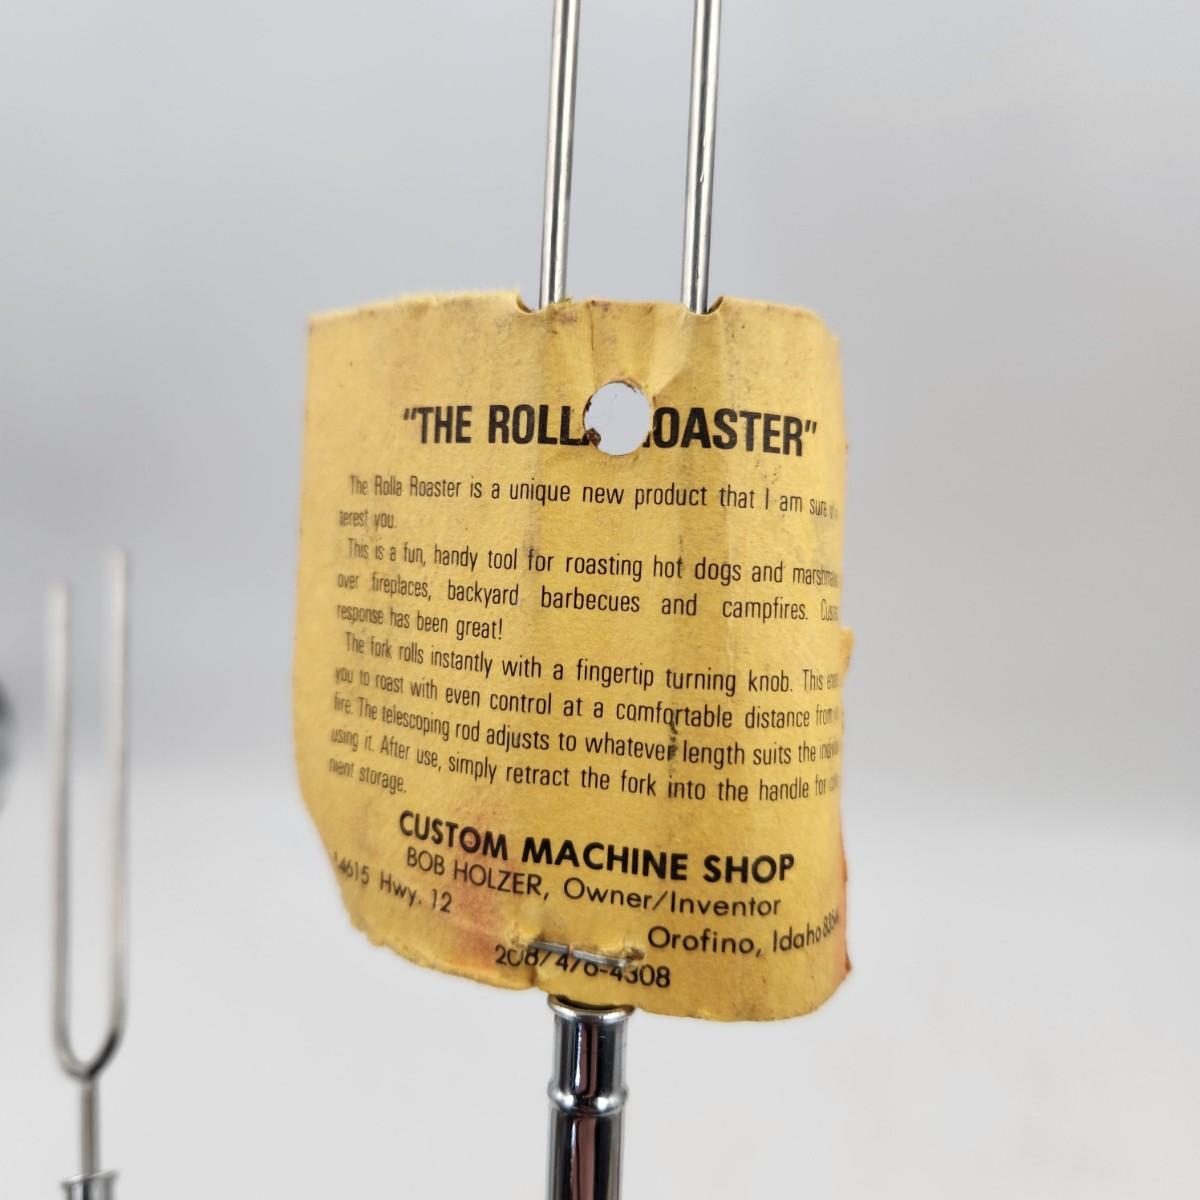 "THE ROLLA ROASTER"
The Rolla Roaster is a unique new product that I am sure
terest you.
This is a fun, handy tool for roasting hot dogs and
over fireplaces, backyard barbecues and campfires.
response has been great!
The fork rolls instantly with a fingertip turning knob. This
you to roast with even control at a comfortable distance from
fire. The telescoping rod adjusts to whatever length suits the
using it. After use, simply retract the fork into the handle for
nient storage.
CUSTOM MACHINE SHOP
BOB HOLZER, Owner/Inventor
14615 Hwy. 12
Orofino, Idaho
208/476-4308